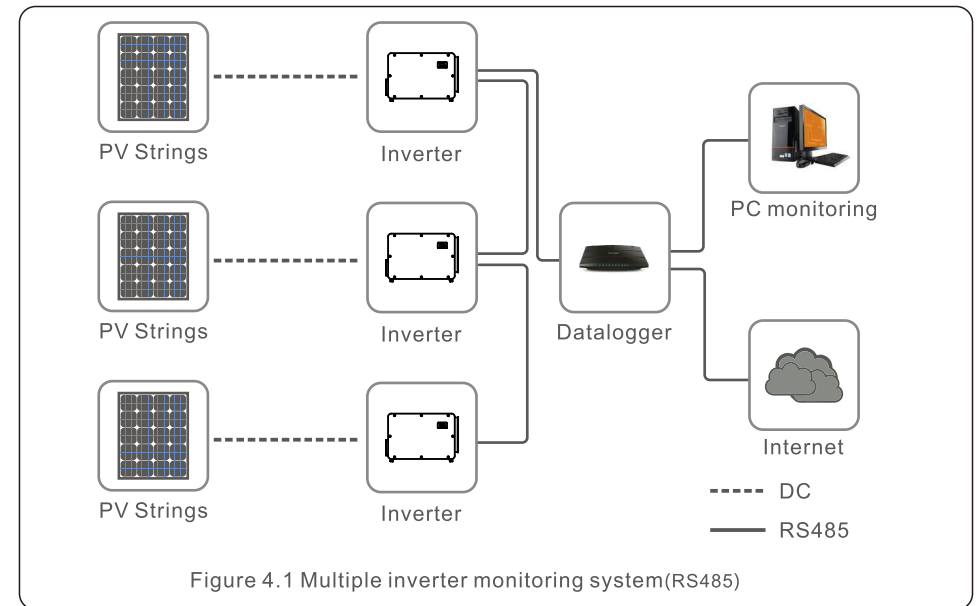 PV Strings
Inverter
PC monitoring
PV Strings
Inverter
Datalogger
Internet
DC
PV Strings
Inverter
RS485
Figure 4.1 Multiple inverter monitoring system(RS485)